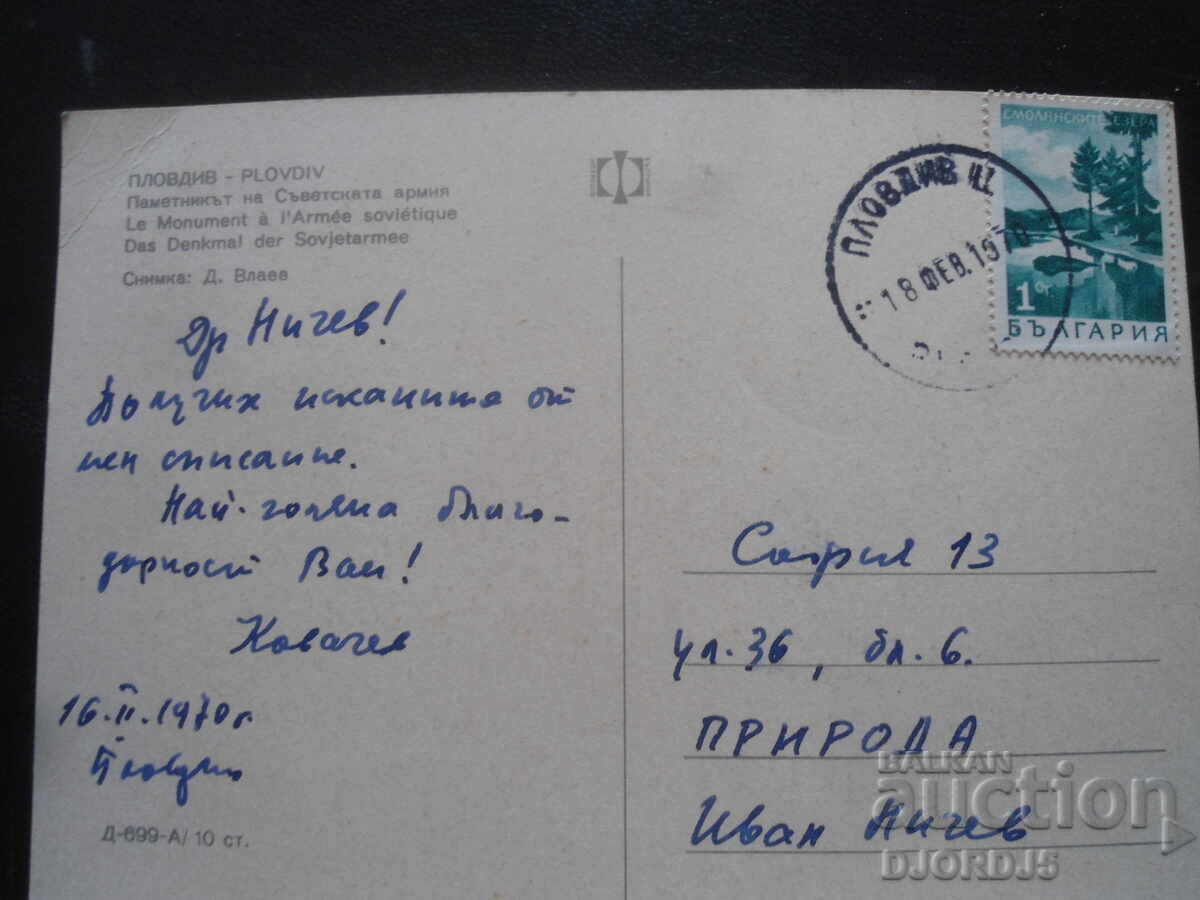 ПЛОВДИВ - PLOVDIV
Паметникът на Съветската армия
Le Monument à l'Armée soviétique
Das Denkmal der Sovjetarmee
Снимка: Д. Влаев
Др Ничев!
Получих исканите от
мен списание.
Най-голяма благо-
дарност Вам!
Ковачев
16.II.1970г.
Пловдив
Д-699-А/ 10 ст.
СМОЛЯНСКИТЕ ЕЗЕРА
1 ст
БЪЛГАРИЯ
ПЛОВДИВ
18 ФЕВ. 1970
София 13
ул. 36, бл. 6.
ПРИРОДА
Иван Ничев
BALKAN
auction
DJORDJ5